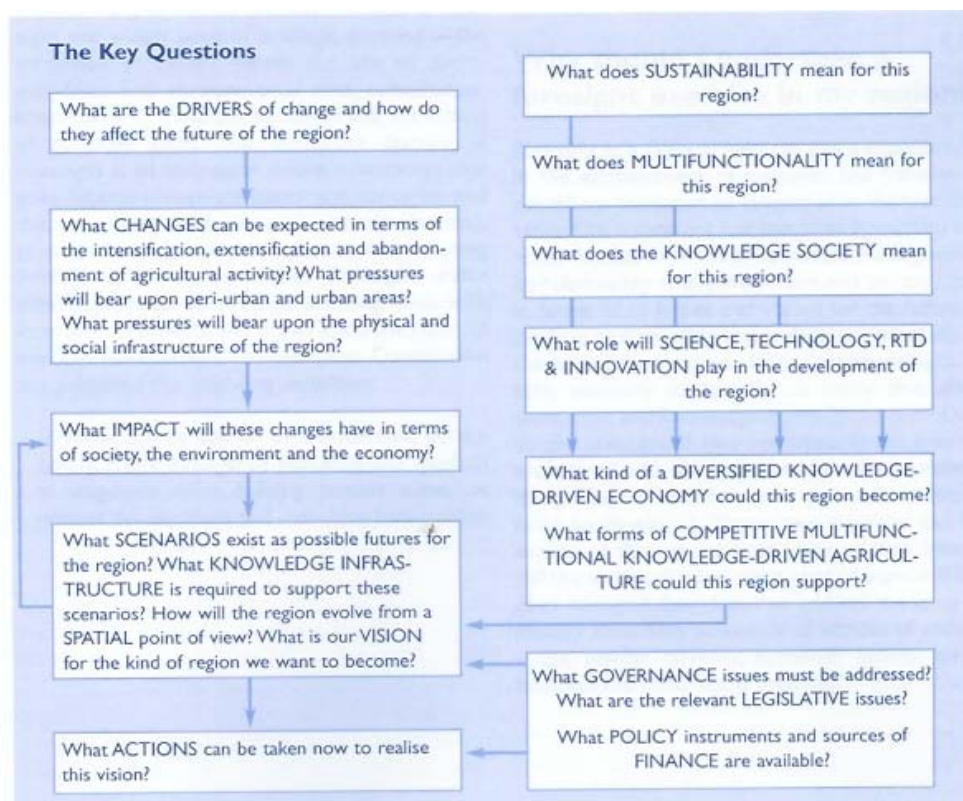 The Key Questions
What are the DRIVERS of change and how do
they affect the future of the region?
What CHANGES can be expected in terms of
the intensification, extensification and abandon-
ment of agricultural activity? What pressures
will bear upon peri-urban and urban areas?
What pressures will bear upon the physical and
social infrastructure of the region?
What IMPACT will these changes have in terms
of society, the environment and the economy?
What SCENARIOS exist as possible futures for
the region? What KNOWLEDGE INFRAS-
TRUCTURE is required to support these
scenarios? How will the region evolve from a
SPATIAL point of view? What is our VISION
for the kind of region we want to become?
What ACTIONS can be taken now to realise
this vision?
What does SUSTAINABILITY mean for this
region?
What does MULTIFUNCTIONALITY mean for
this region?
What does the KNOWLEDGE SOCIETY mean
for this region?
What role will SCIENCE, TECHNOLOGY, RTD
& INNOVATION play in the development of
the region?
What kind of a DIVERSIFIED KNOWLEDGE-
DRIVEN ECONOMY could this region become?
What forms of COMPETITIVE MULTIFUNC-
TIONAL KNOWLEDGE-DRIVEN AGRICUL-
TURE could this region support?
What GOVERNANCE issues must be addressed?
What are the relevant LEGISLATIVE issues?
What POLICY instruments and sources of
FINANCE are available?